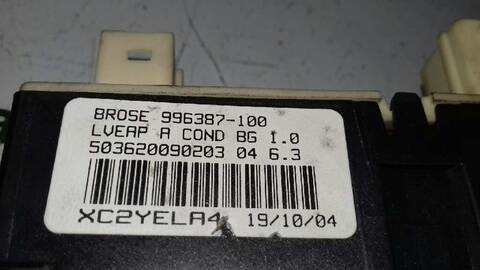 BROSE 996387-100
LVEAP A COND BG 1.0
503620090203 04 6.3
XC2YELA4 19/10/04